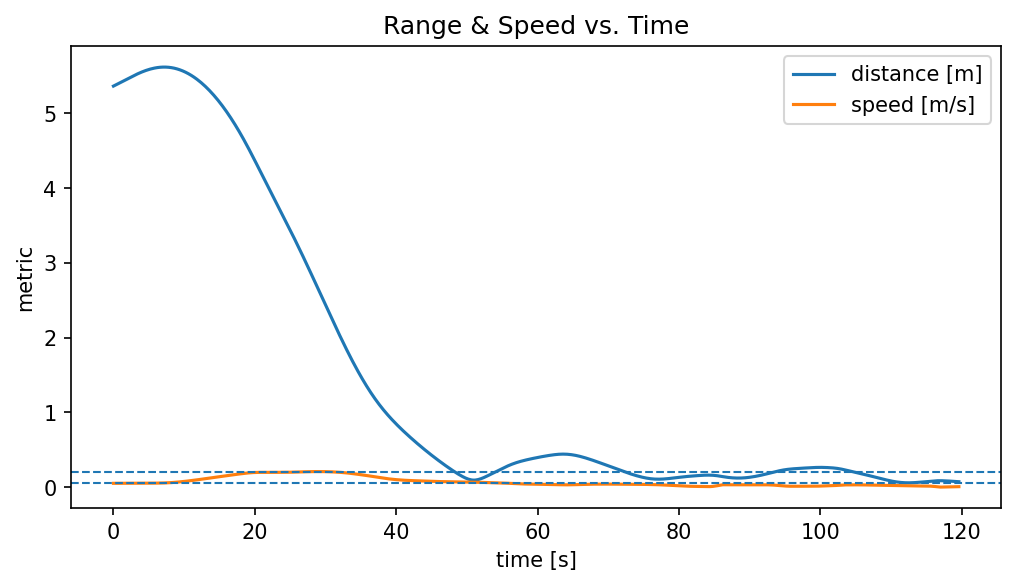 Range & Speed vs. Time
distance [m]
speed [m/s]
metric
5
4
3
2
1
0
0 20 40 60 80 100 120
time [s]